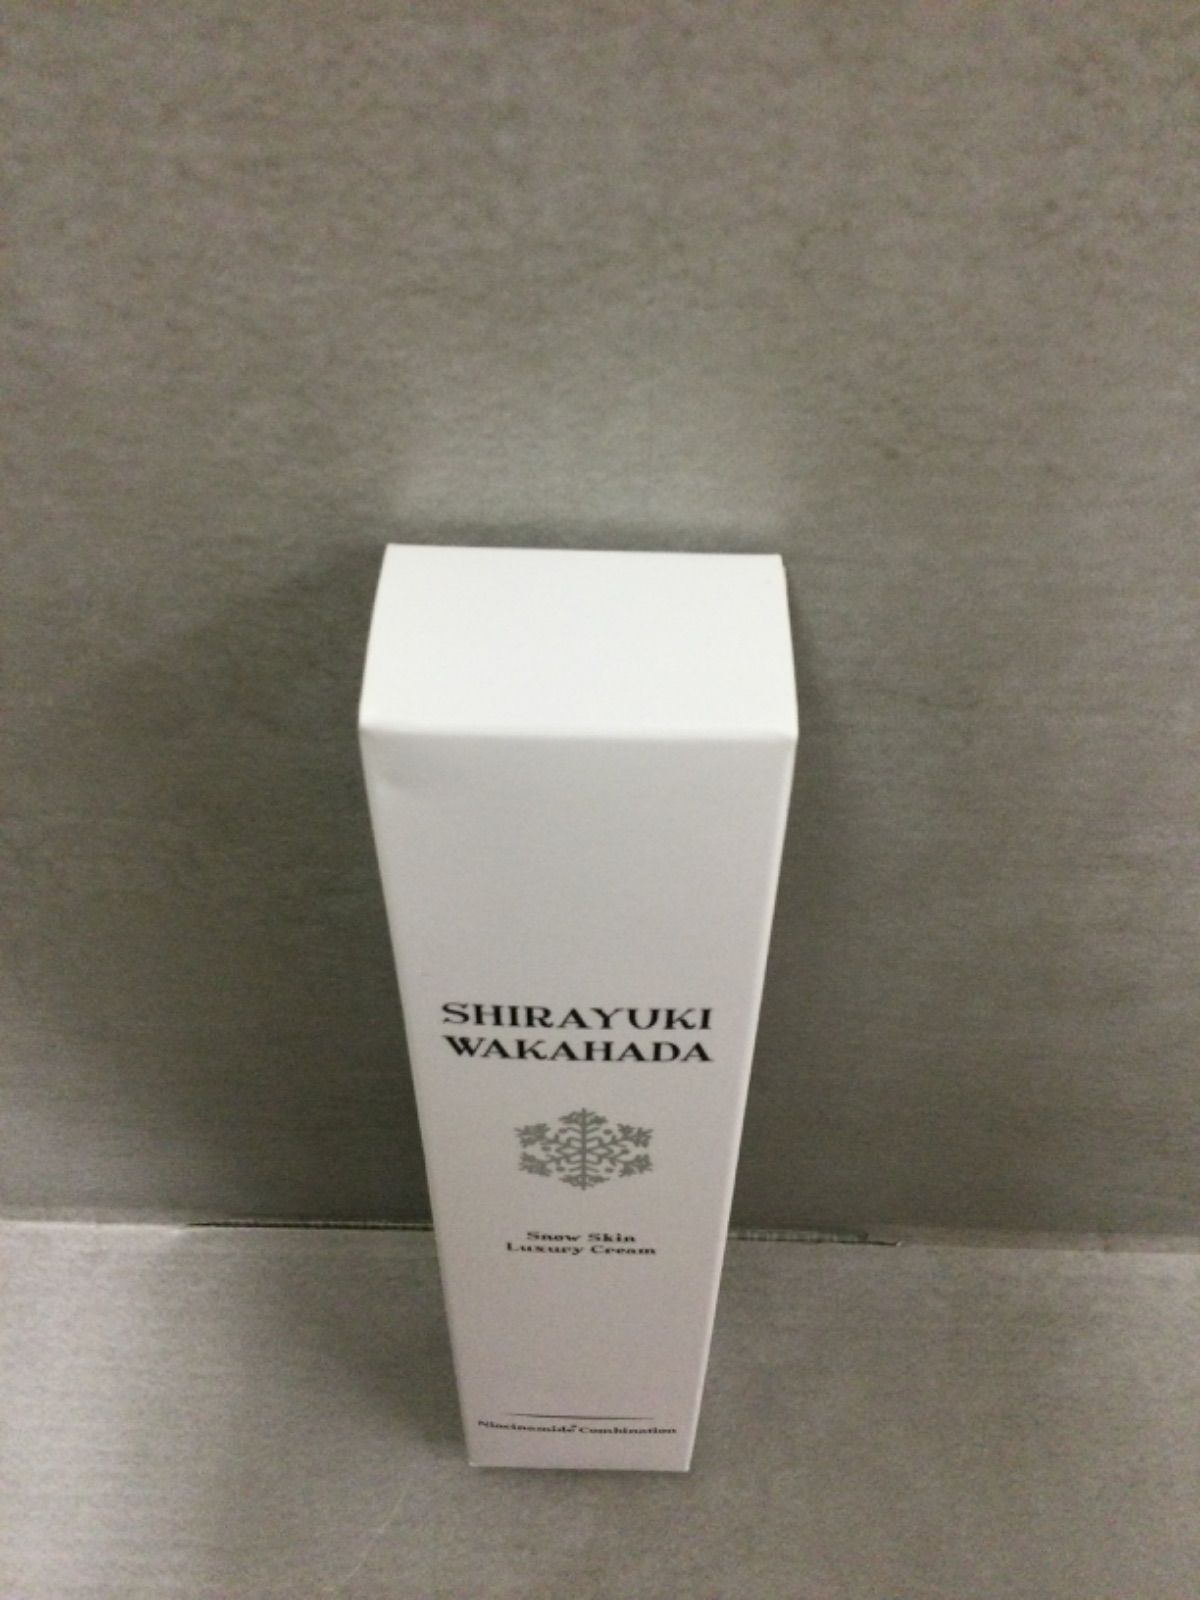 SHIRAYUKI
WAKAHADA
Snow Skin
Luxury Cream
Niacinamide* Combination